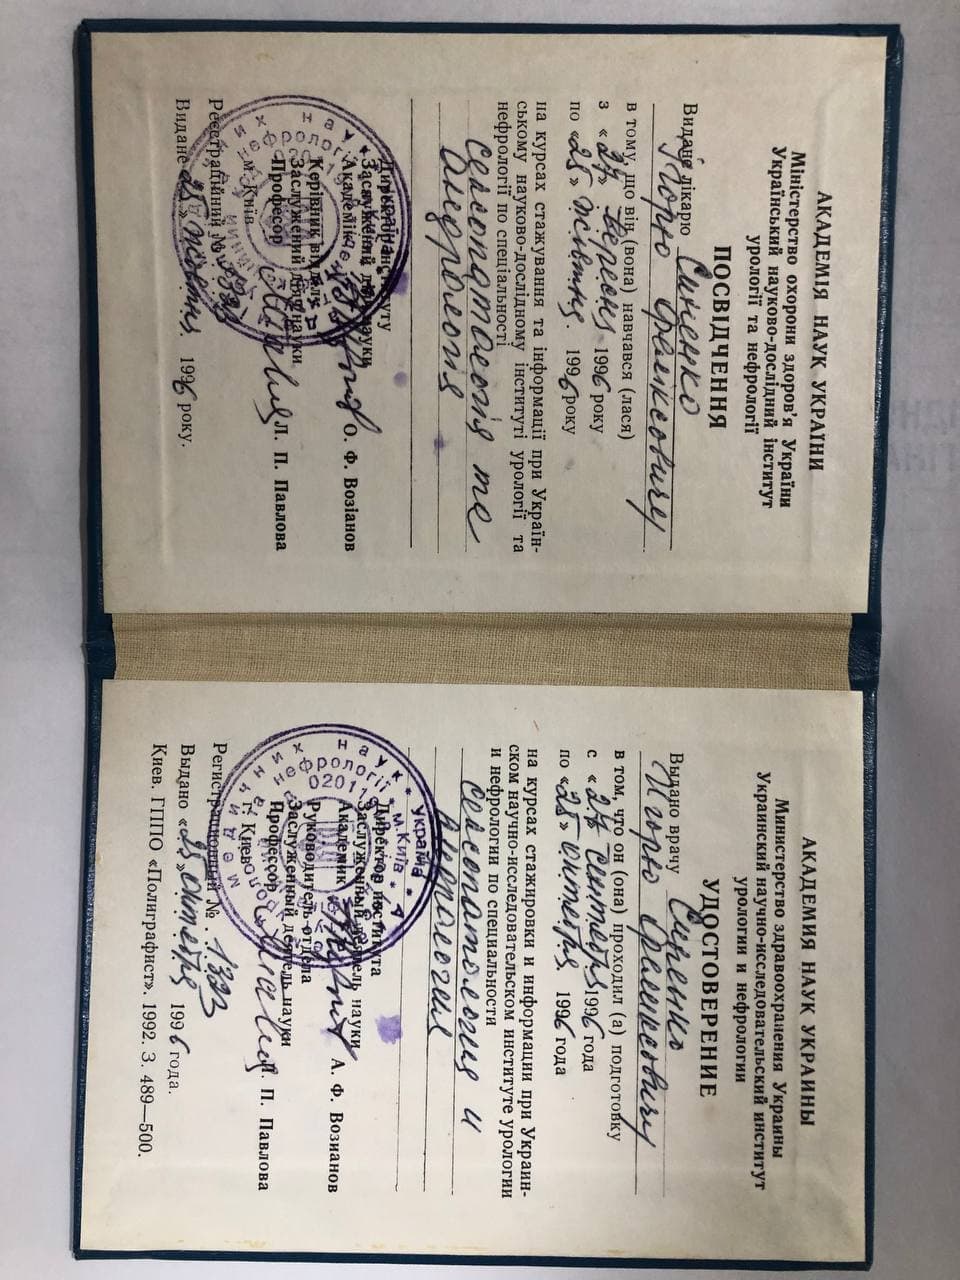 АКАДЕМІЯ НАУК УКРАЇНИ
Міністерство охорони здоров'я України
Український науково-дослідний інститут
урології та нефрології
ПОСВІДЧЕННЯ
Видане лікарю Синенко
Ігорю Феліксовичу
в тому, що він (вона) навчався (лася)
з «27» вересня 1996 року
по «25» жовтня. 1996 року
на курсах стажування та інформації при Україн-
ському науково-дослідному інституті урології та
нефрології по спеціальності
сексопатологія та
андрологія
Директор інституту
Заслужений діяч науки
Академік О. Ф. Возіанов
Керівник відділу
Заслужений діяч науки
Професор Л. П. Павлова
м. Київ
Реєстраційний № 1323
Видане «25» жовтня. 1996 року.
АКАДЕМИЯ НАУК УКРАИНЫ
Министерство здравоохранения Украины
Украинский научно-исследовательский институт
урологии и нефрологии
УДОСТОВЕРЕНИЕ
Выдано врачу Синенко
Игорю Феликсовичу
в том, что он (она) проходил (а) подготовку
с «27 сентября 1996 года
по «25» октября. 1996 года
на курсах стажировки и информации при Украин-
ском научно-исследовательском институте урологии
и нефрологии по специальности
сексопатология и
андрология
Україна
м.Київ
Директор института
Заслуженный деятель науки
Академик А. Ф. Возианов
Руководитель отдела
Заслуженный деятель науки
Профессор Л. П. Павлова
г. Киев
Регистрационный № . 1323
Выдано «25» октября 1996 года.
Киев. ГППО «Полиграфист». 1992. З. 489—500.